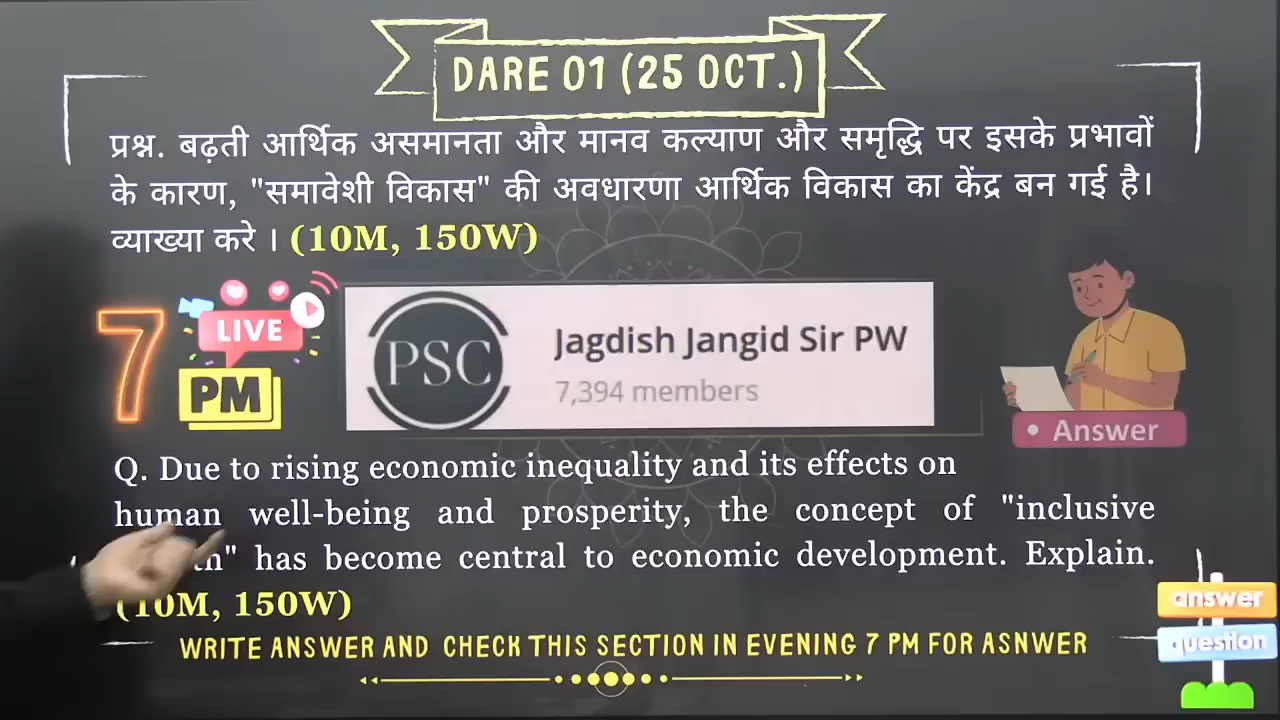 DARE 01 (25 OCT.)
प्रश्न. बढ़ती आर्थिक असमानता और मानव कल्याण और समृद्धि पर इसके प्रभावों
के कारण, "समावेशी विकास" की अवधारणा आर्थिक विकास का केंद्र बन गई है।
व्याख्या करे । (10M, 150W)
7
LIVE
PM
PSC
Jagdish Jangid Sir PW
7,394 members
• Answer
Q. Due to rising economic inequality and its effects on
human well-being and prosperity, the concept of "inclusive
has become central to economic development. Explain.
(10M, 150W)
answer
question
WRITE ANSWER AND CHECK THIS SECTION IN EVENING 7 PM FOR ASNWER